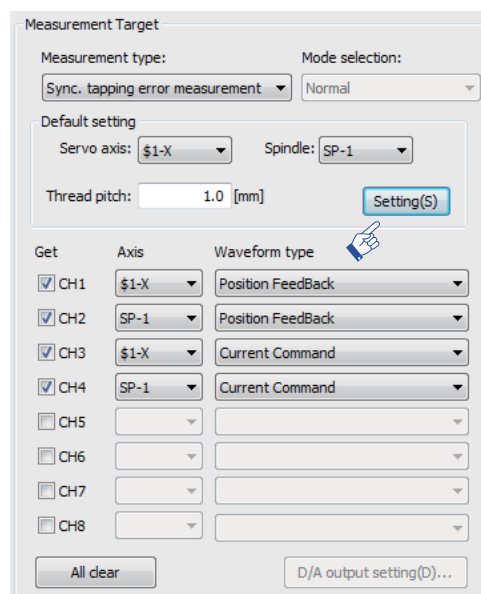 Measurement Target
Measurement type: Mode selection:
Sync. tapping error measurement Normal
Default setting
Servo axis: $1-X Spindle: SP-1
Thread pitch: 1.0 [mm] Setting(S)
Get Axis Waveform type
CH1 $1-X Position FeedBack
CH2 SP-1 Position FeedBack
CH3 $1-X Current Command
CH4 SP-1 Current Command
CH5
CH6
CH7
CH8
All clear D/A output setting(D)...